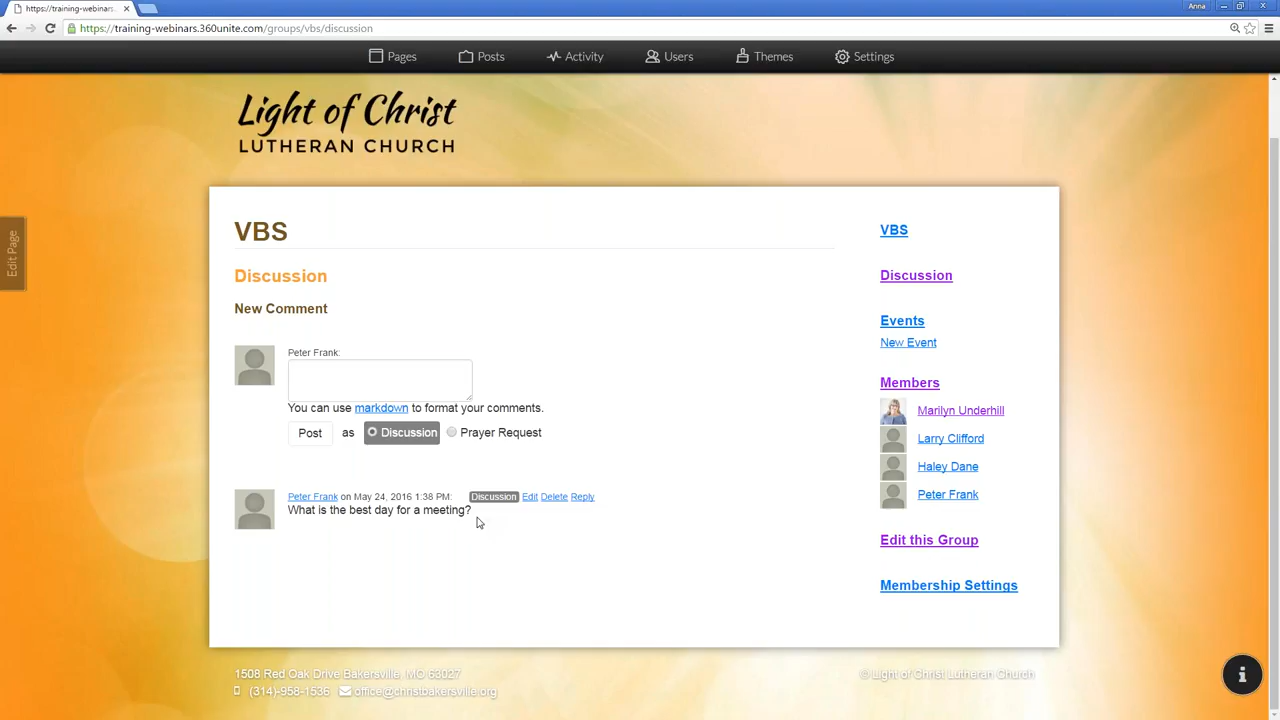 https://training-webinars.
Anna
https://training-webinars.360unite.com/groups/vbs/discussion
Pages Posts Activity Users Themes Settings
Light of Christ
LUTHERAN CHURCH
Edit Page
VBS
Discussion
New Comment
Peter Frank:
You can use markdown to format your comments.
Post as Discussion Prayer Request
Peter Frank on May 24, 2016 1:38 PM: Discussion Edit Delete Reply
What is the best day for a meeting?
VBS
Discussion
Events
New Event
Members
Marilyn Underhill
Larry Clifford
Haley Dane
Peter Frank
Edit this Group
Membership Settings
1508 Red Oak Drive Bakersville, MO 63027
(314)-958-1536 office@christbakersville.org
© Light of Christ Lutheran Church